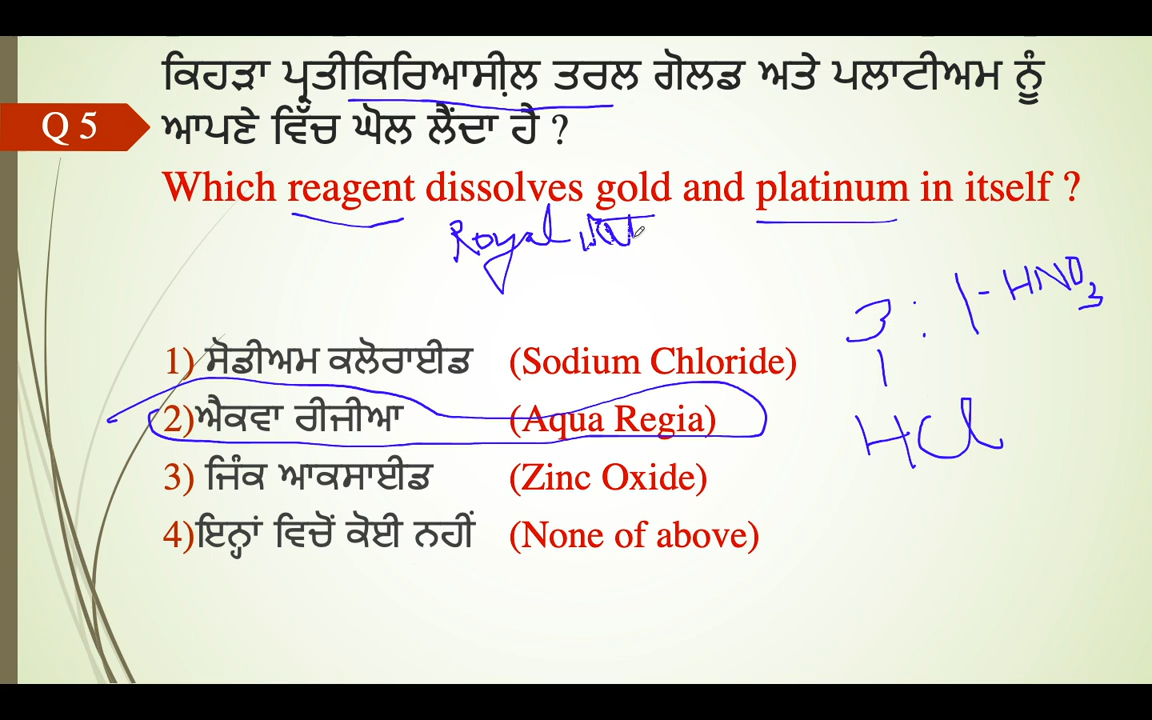 ਕਿਹੜਾ ਪ੍ਰਤੀਕਿਰਿਆਸੀ਼ਲ ਤਰਲ ਗੋਲਡ ਅਤੇ ਪਲਾਟੀਅਮ ਨੂੰ
Q 5
ਆਪਣੇ ਵਿੱਚ ਘੋਲ ਲੈਂਦਾ ਹੈ ?
Which reagent dissolves gold and platinum in itself ?
Royal
3 : 1 - HNO3
HCl
1) ਸੋਡੀਅਮ ਕਲੋਰਾਈਡ (Sodium Chloride)
2)ਐਕਵਾ ਰੀਜੀਆ (Aqua Regia)
3) ਜਿੰਕ ਆਕਸਾਈਡ (Zinc Oxide)
4)ਇਨ੍ਹਾਂ ਵਿਚੋਂ ਕੋਈ ਨਹੀਂ (None of above)